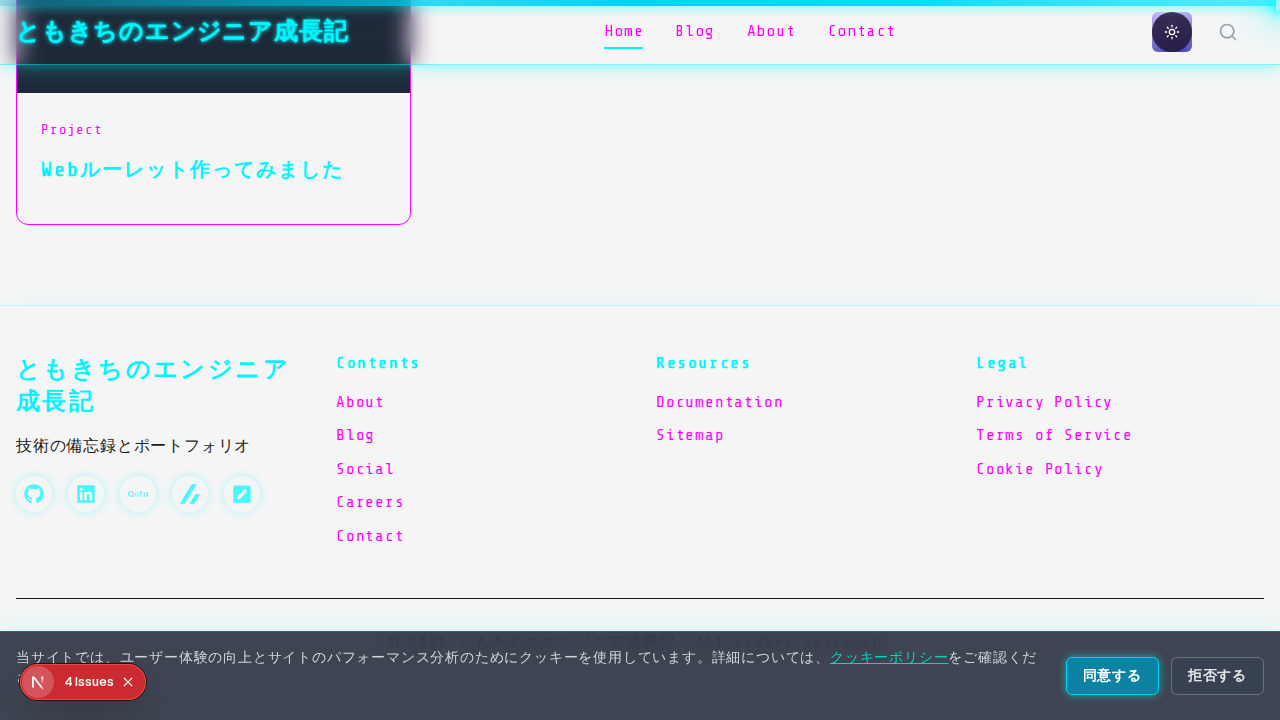 ともきちのエンジニア成長記
Home
Blog
About
Contact
Project
Webルーレット作ってみました
ともきちのエンジニア
成長記
技術の備忘録とポートフォリオ
Qiita
Contents
About
Blog
Social
Careers
Contact
Resources
Documentation
Sitemap
Legal
Privacy Policy
Terms of Service
Cookie Policy
当サイトでは、ユーザー体験の向上とサイトのパフォーマンス分析のためにクッキーを使用しています。詳細については、クッキーポリシーをご確認くだ
同意する
拒否する
4 Issues